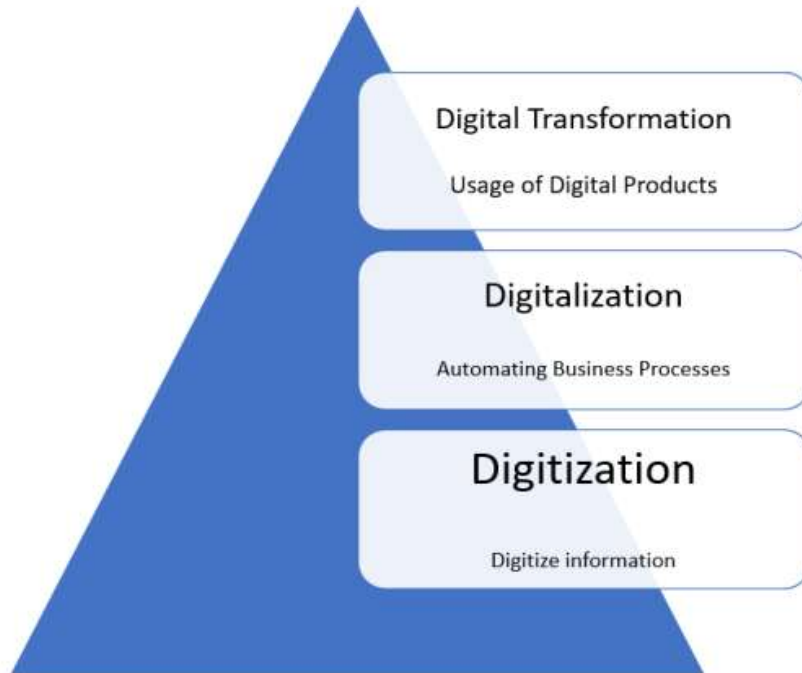 Digital Transformation
Usage of Digital Products
Digitalization
Automating Business Processes
Digitization
Digitize information